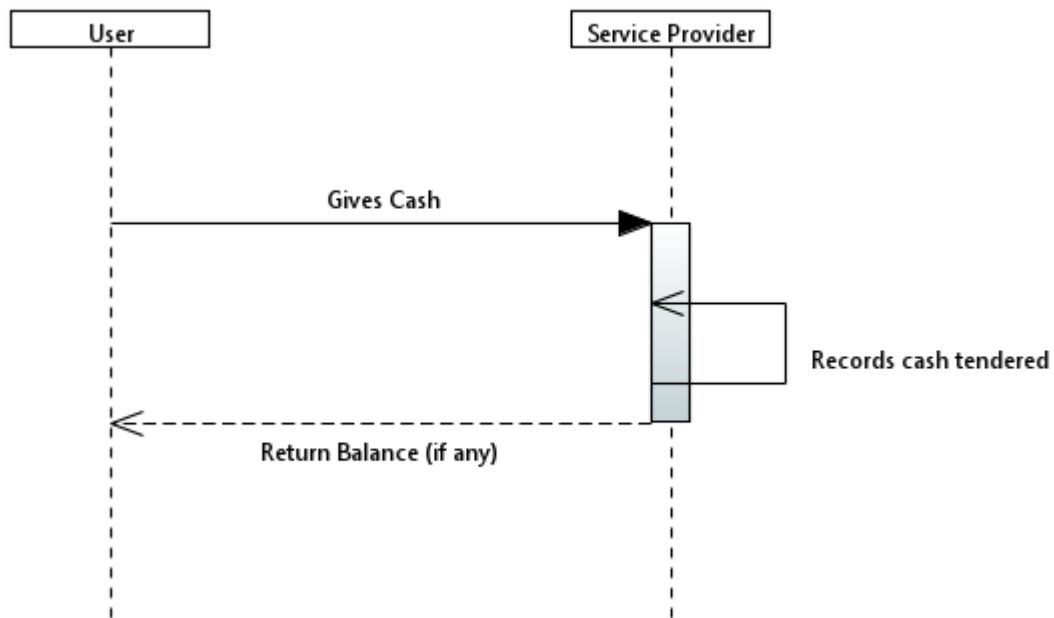 User
Service Provider
Gives Cash
Records cash tendered
Return Balance (if any)